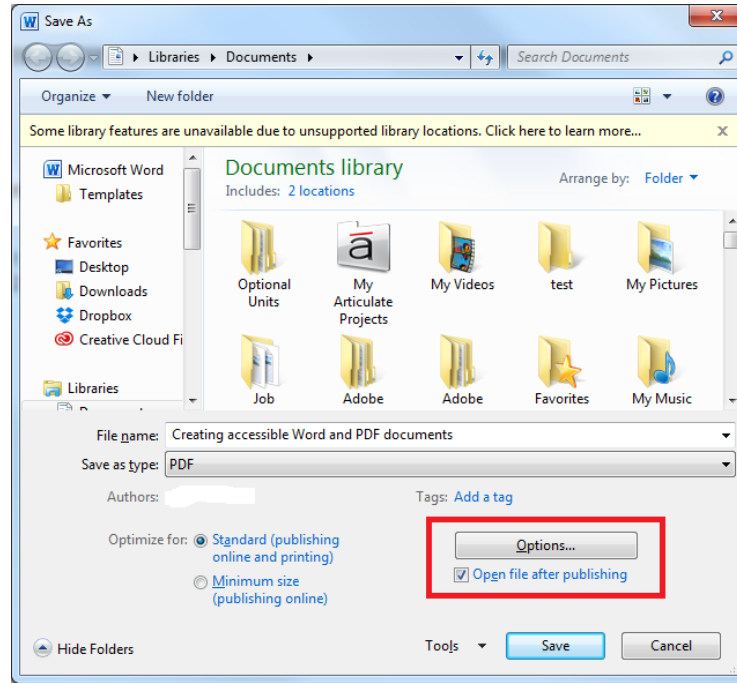 Save As
Libraries Documents
Search Documents
Organize New folder
Some library features are unavailable due to unsupported library locations. Click here to learn more...
Microsoft Word
Templates
Favorites
Desktop
Downloads
Dropbox
Creative Cloud Fi
Libraries
Documents library
Includes: 2 locations
Arrange by: Folder
Optional
Units
My
Articulate
Projects
My Videos
test
My Pictures
Job
Adobe
Adobe
Favorites
My Music
File name: Creating accessible Word and PDF documents
Save as type: PDF
Authors:
Tags: Add a tag
Optimize for: Standard (publishing
online and printing)
Minimum size
(publishing online)
Options...
Open file after publishing
Hide Folders
Tools Save Cancel